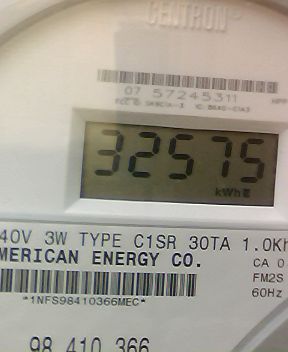 CENTRON®
07 57245311
32575
kWh
40V 3W TYPE C1SR 30TA 1.0Kh
MERICAN ENERGY CO.
CA 0
FM2S
60Hz
*1NFS98410366MEC*
98 410 366